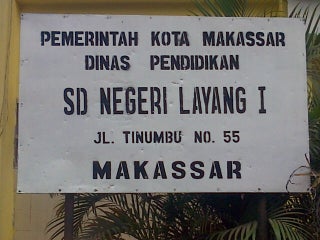 PEMERINTAH KOTA MAKASSAR
DINAS PENDIDIKAN
SD NEGERI LAYANG I
JL. TINUMBU NO. 55
MAKASSAR